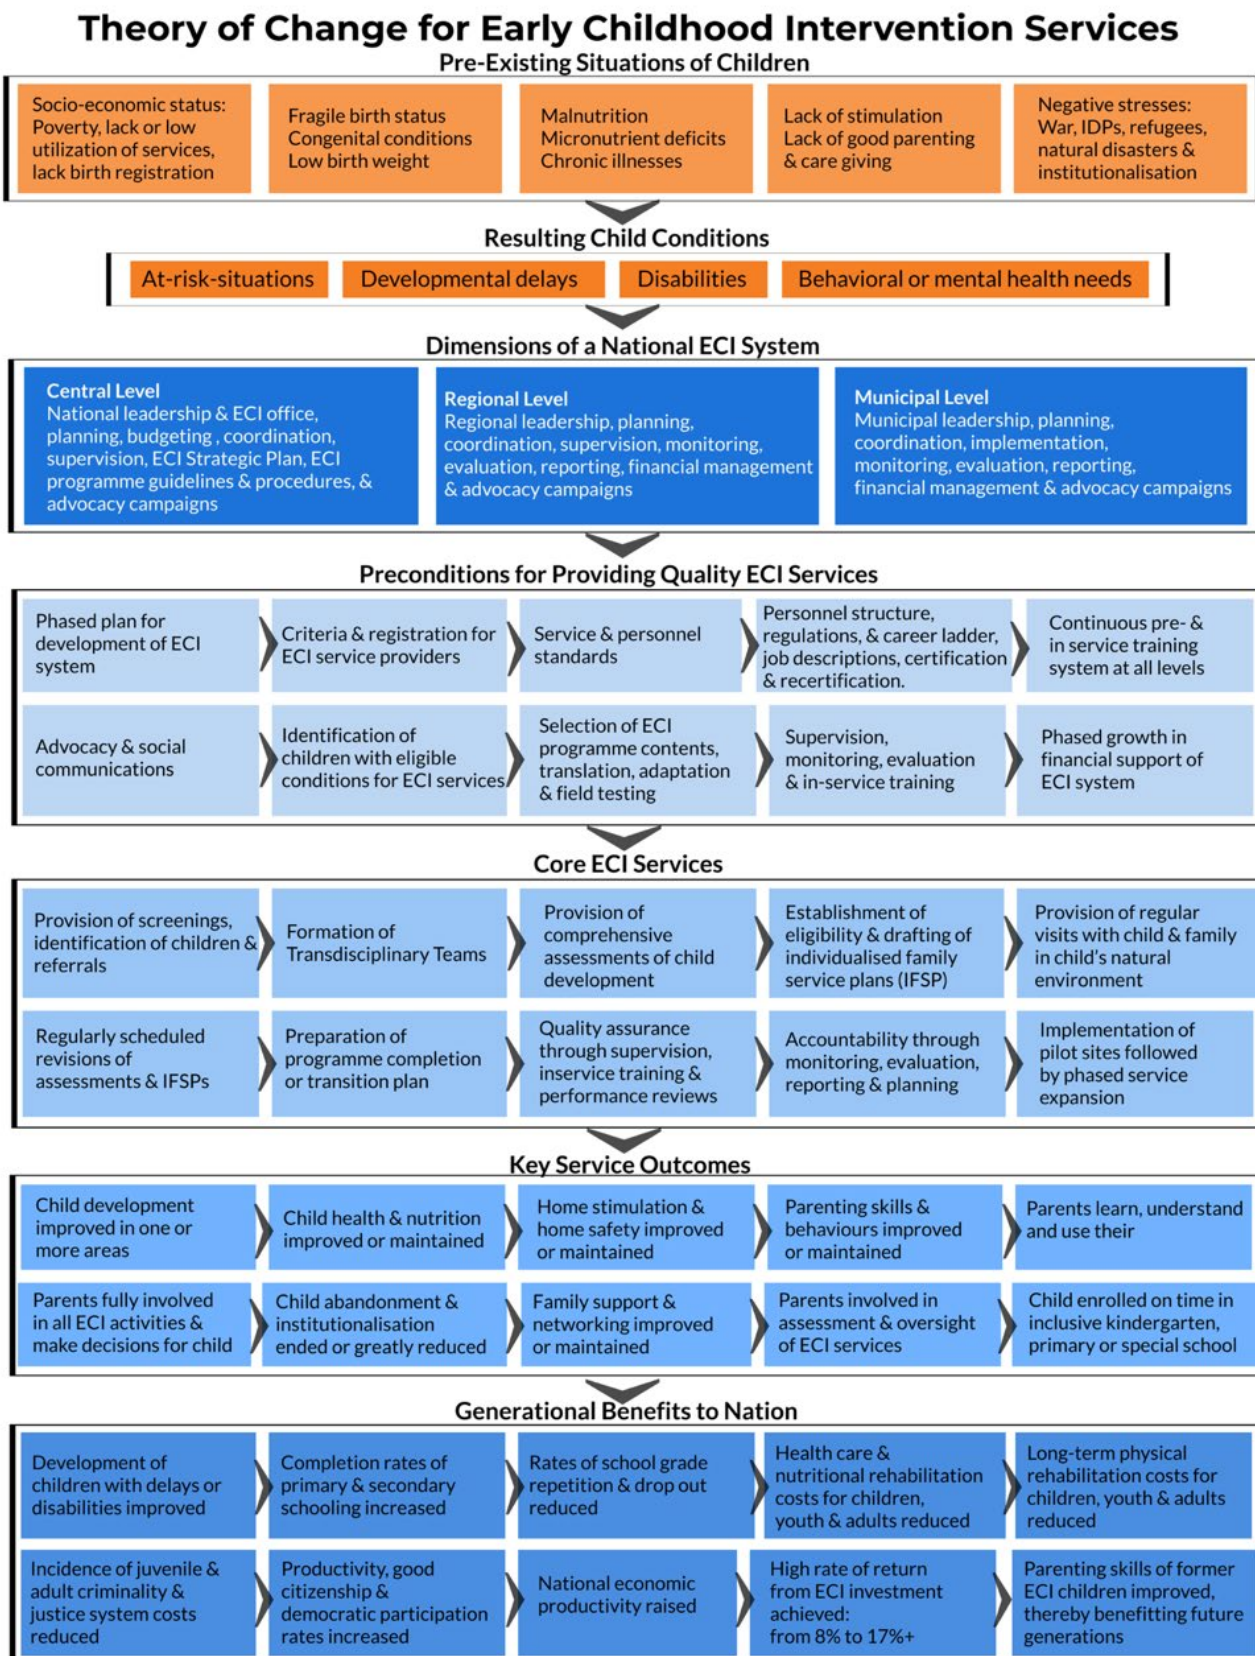 Theory of Change for Early Childhood Intervention Services
Pre-Existing Situations of Children
Socio-economic status:
Poverty, lack or low
utilization of services,
lack birth registration
Fragile birth status
Congenital conditions
Low birth weight
Malnutrition
Micronutrient deficits
Chronic illnesses
Lack of stimulation
Lack of good parenting
& care giving
Negative stresses:
War, IDPs, refugees,
natural disasters &
institutionalisation
Resulting Child Conditions
At-risk-situations
Developmental delays
Disabilities
Behavioral or mental health needs
Dimensions of a National ECI System
Central Level
National leadership & ECI office,
planning, budgeting , coordination,
supervision, ECI Strategic Plan, ECI
programme guidelines & procedures, &
advocacy campaigns
Regional Level
Regional leadership, planning,
coordination, supervision, monitoring,
evaluation, reporting, financial management
& advocacy campaigns
Municipal Level
Municipal leadership, planning,
coordination, implementation,
monitoring, evaluation, reporting,
financial management & advocacy campaigns
Preconditions for Providing Quality ECI Services
Phased plan for
development of ECI
system
Criteria & registration for
ECI service providers
Service & personnel
standards
Personnel structure,
regulations, & career ladder,
job descriptions, certification
& recertification.
Continuous pre- &
in service training
system at all levels
Advocacy & social
communications
Identification of
children with eligible
conditions for ECI services
Selection of ECI
programme contents,
translation, adaptation
& field testing
Supervision,
monitoring, evaluation
& in-service training
Phased growth in
financial support of
ECI system
Core ECI Services
Provision of screenings,
identification of children &
referrals
Formation of
Transdisciplinary Teams
Provision of
comprehensive
assessments of child
development
Establishment of
eligibility & drafting of
individualised family
service plans (IFSP)
Provision of regular
visits with child & family
in child's natural
environment
Regularly scheduled
revisions of
assessments & IFSPs
Preparation of
programme completion
or transition plan
Quality assurance
through supervision,
inservice training &
performance reviews
Accountability through
monitoring, evaluation,
reporting & planning
Implementation of
pilot sites followed
by phased service
expansion
Key Service Outcomes
Child development
improved in one or
more areas
Child health & nutrition
improved or maintained
Home stimulation &
home safety improved
or maintained
Parenting skills &
behaviours improved
or maintained
Parents learn, understand
and use their
Parents fully involved
in all ECI activities &
make decisions for child
Child abandonment &
institutionalisation
ended or greatly reduced
Family support &
networking improved
or maintained
Parents involved in
assessment & oversight
of ECI services
Child enrolled on time in
inclusive kindergarten,
primary or special school
Generational Benefits to Nation
Development of
children with delays or
disabilities improved
Completion rates of
primary & secondary
schooling increased
Rates of school grade
repetition & drop out
reduced
Health care &
nutritional rehabilitation
costs for children,
youth & adults reduced
Long-term physical
rehabilitation costs for
children, youth & adults
reduced
Incidence of juvenile &
adult criminality &
justice system costs
reduced
Productivity, good
citizenship &
democratic participation
rates increased
National economic
productivity raised
High rate of return
from ECI investment
achieved:
from 8% to 17%+
Parenting skills of former
ECI children improved,
thereby benefitting future
generations